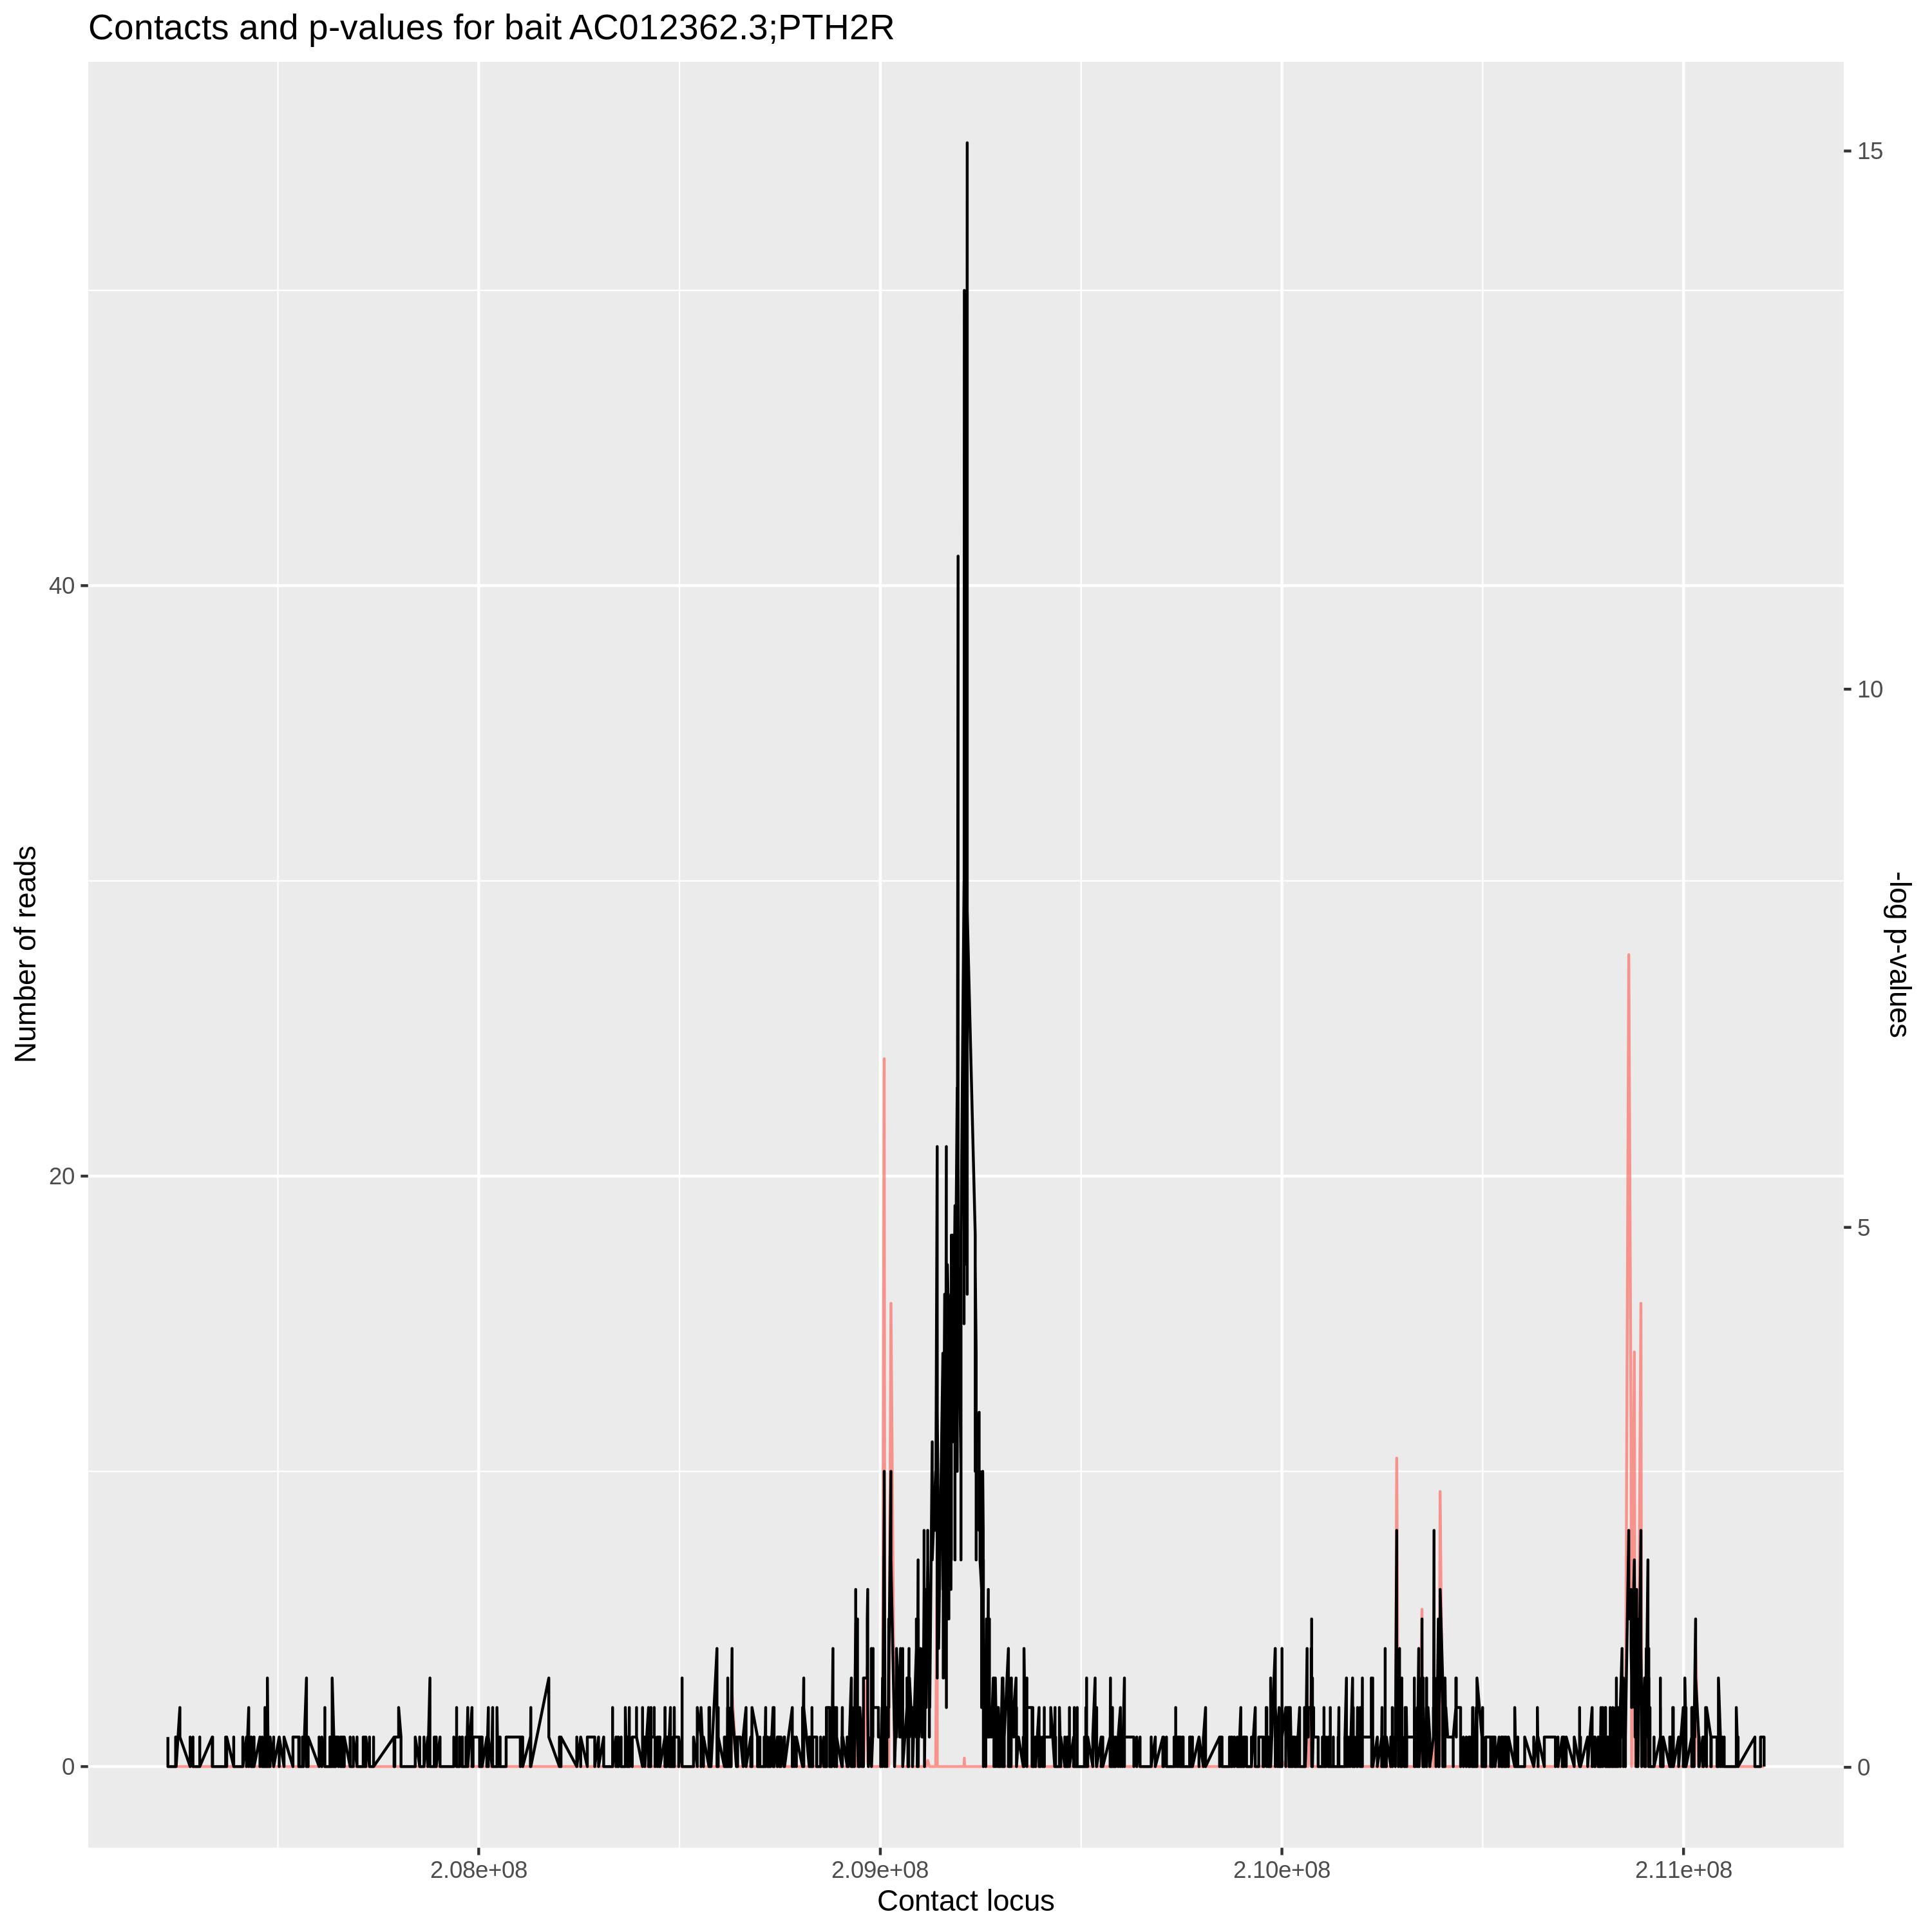 Contacts and p-values for bait AC012362.3;PTH2R
15
40
10
Number of reads
-log p-values
20
5
0
0
2.08e+08
2.09e+08
2.10e+08
2.11e+08
Contact locus